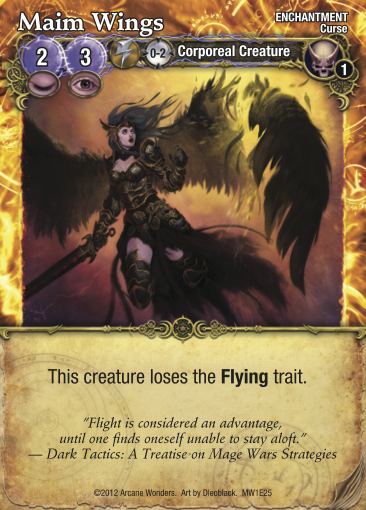 Maim Wings
ENCHANTMENT
Curse
2 3 0-2 Corporeal Creature 1
This creature loses the Flying trait.
"Flight is considered an advantage,
until one finds oneself unable to stay aloft."
— Dark Tactics: A Treatise on Mage Wars Strategies
©2012 Arcane Wonders. Art by Dleoblack. MW1E25